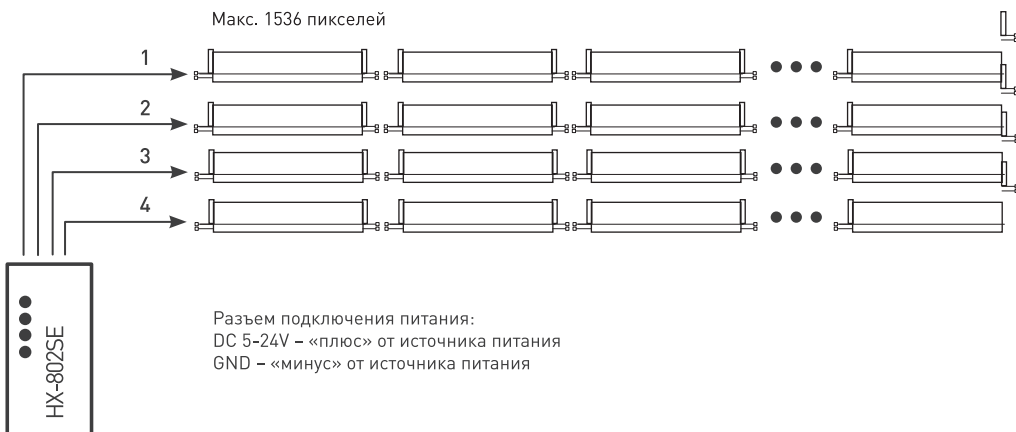 Макс. 1536 пикселей
1
2
3
4
HX-802SE
Разъем подключения питания:
DC 5-24V – «плюс» от источника питания
GND – «минус» от источника питания